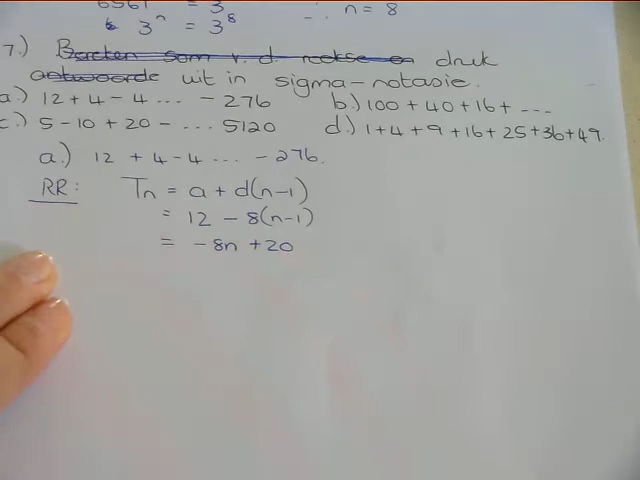 6561 = 3
3ⁿ = 3⁸ ∴ n = 8
7.) Bereken som v.d. reekse en druk
antwoorde uit in sigma-notasie.
a.) 12 + 4 - 4 ... - 276 b.) 100 + 40 + 16 + ...
c.) 5 - 10 + 20 - ... 5120 d.) 1 + 4 + 9 + 16 + 25 + 36 + 49.
a.) 12 + 4 - 4 ... - 276.
RR: Tn = a + d(n-1)
= 12 - 8(n-1)
= -8n + 20